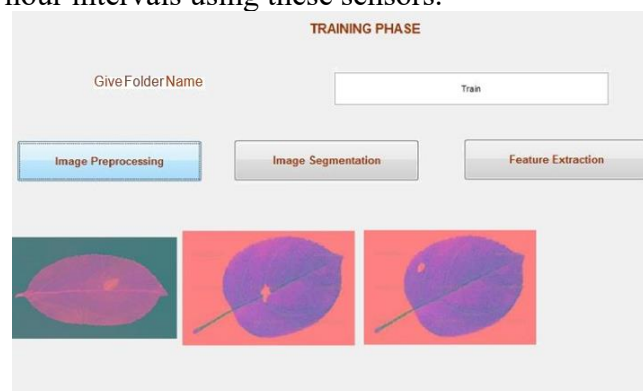 hour intervals using these sensors.
TRAINING PHASE
Give Folder Name
Train
Image Preprocessing
Image Segmentation
Feature Extraction